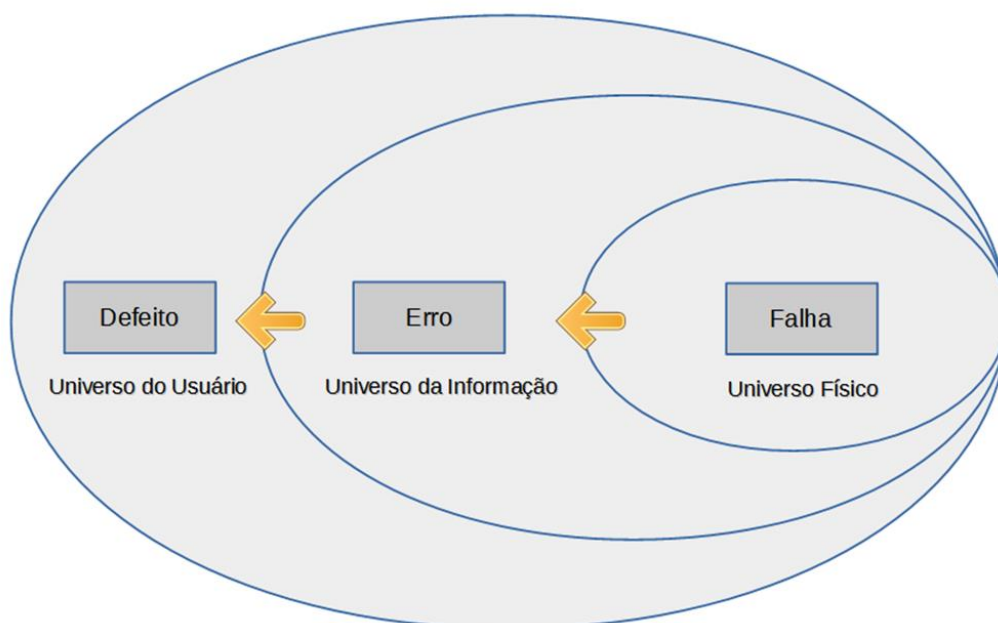 Defeito
Erro
Falha
Universo do Usuário
Universo da Informação
Universo Físico